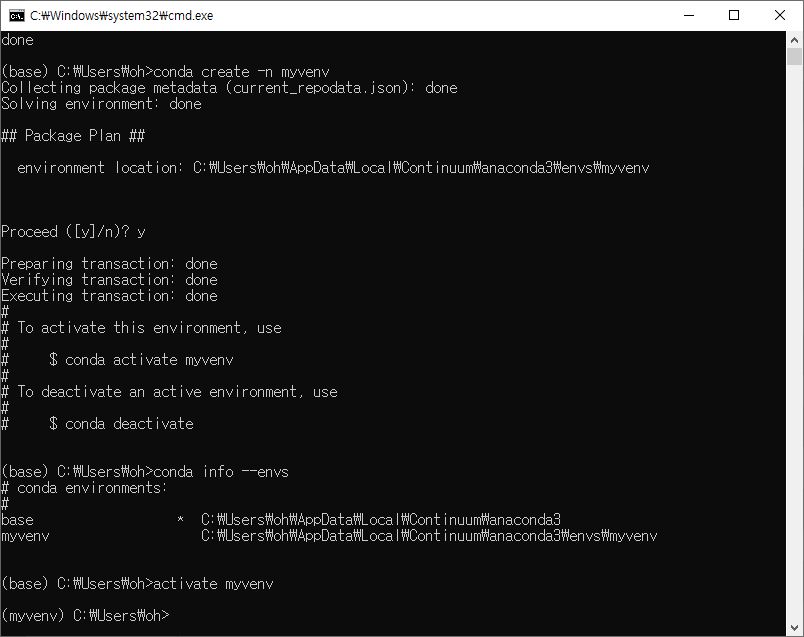 C:₩Windows₩system32₩cmd.exe
done
(base) C:₩Users₩oh>conda create -n myvenv
Collecting package metadata (current_repodata.json): done
Solving environment: done
## Package Plan ##
environment location: C:₩Users₩oh₩AppData₩Local₩Continuum₩anaconda3₩envs₩myvenv
Proceed ([y]/n)? y
Preparing transaction: done
Verifying transaction: done
Executing transaction: done
#
# To activate this environment, use
#
#     $ conda activate myvenv
#
# To deactivate an active environment, use
#
#     $ conda deactivate
(base) C:₩Users₩oh>conda info --envs
# conda environments:
#
base                  *  C:₩Users₩oh₩AppData₩Local₩Continuum₩anaconda3
myvenv                   C:₩Users₩oh₩AppData₩Local₩Continuum₩anaconda3₩envs₩myvenv
(base) C:₩Users₩oh>activate myvenv
(myvenv) C:₩Users₩oh>